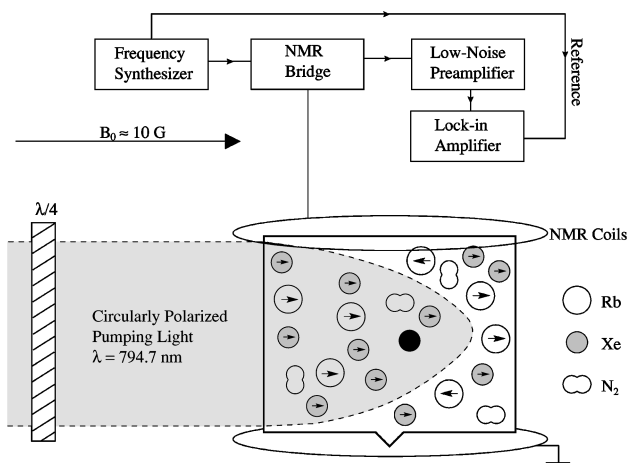 Frequency
Synthesizer
NMR
Bridge
Low-Noise
Preamplifier
Reference
Lock-in
Amplifier
B₀ ≈ 10 G
λ/4
NMR Coils
Circularly Polarized
Pumping Light
λ = 794.7 nm
Rb
Xe
N₂